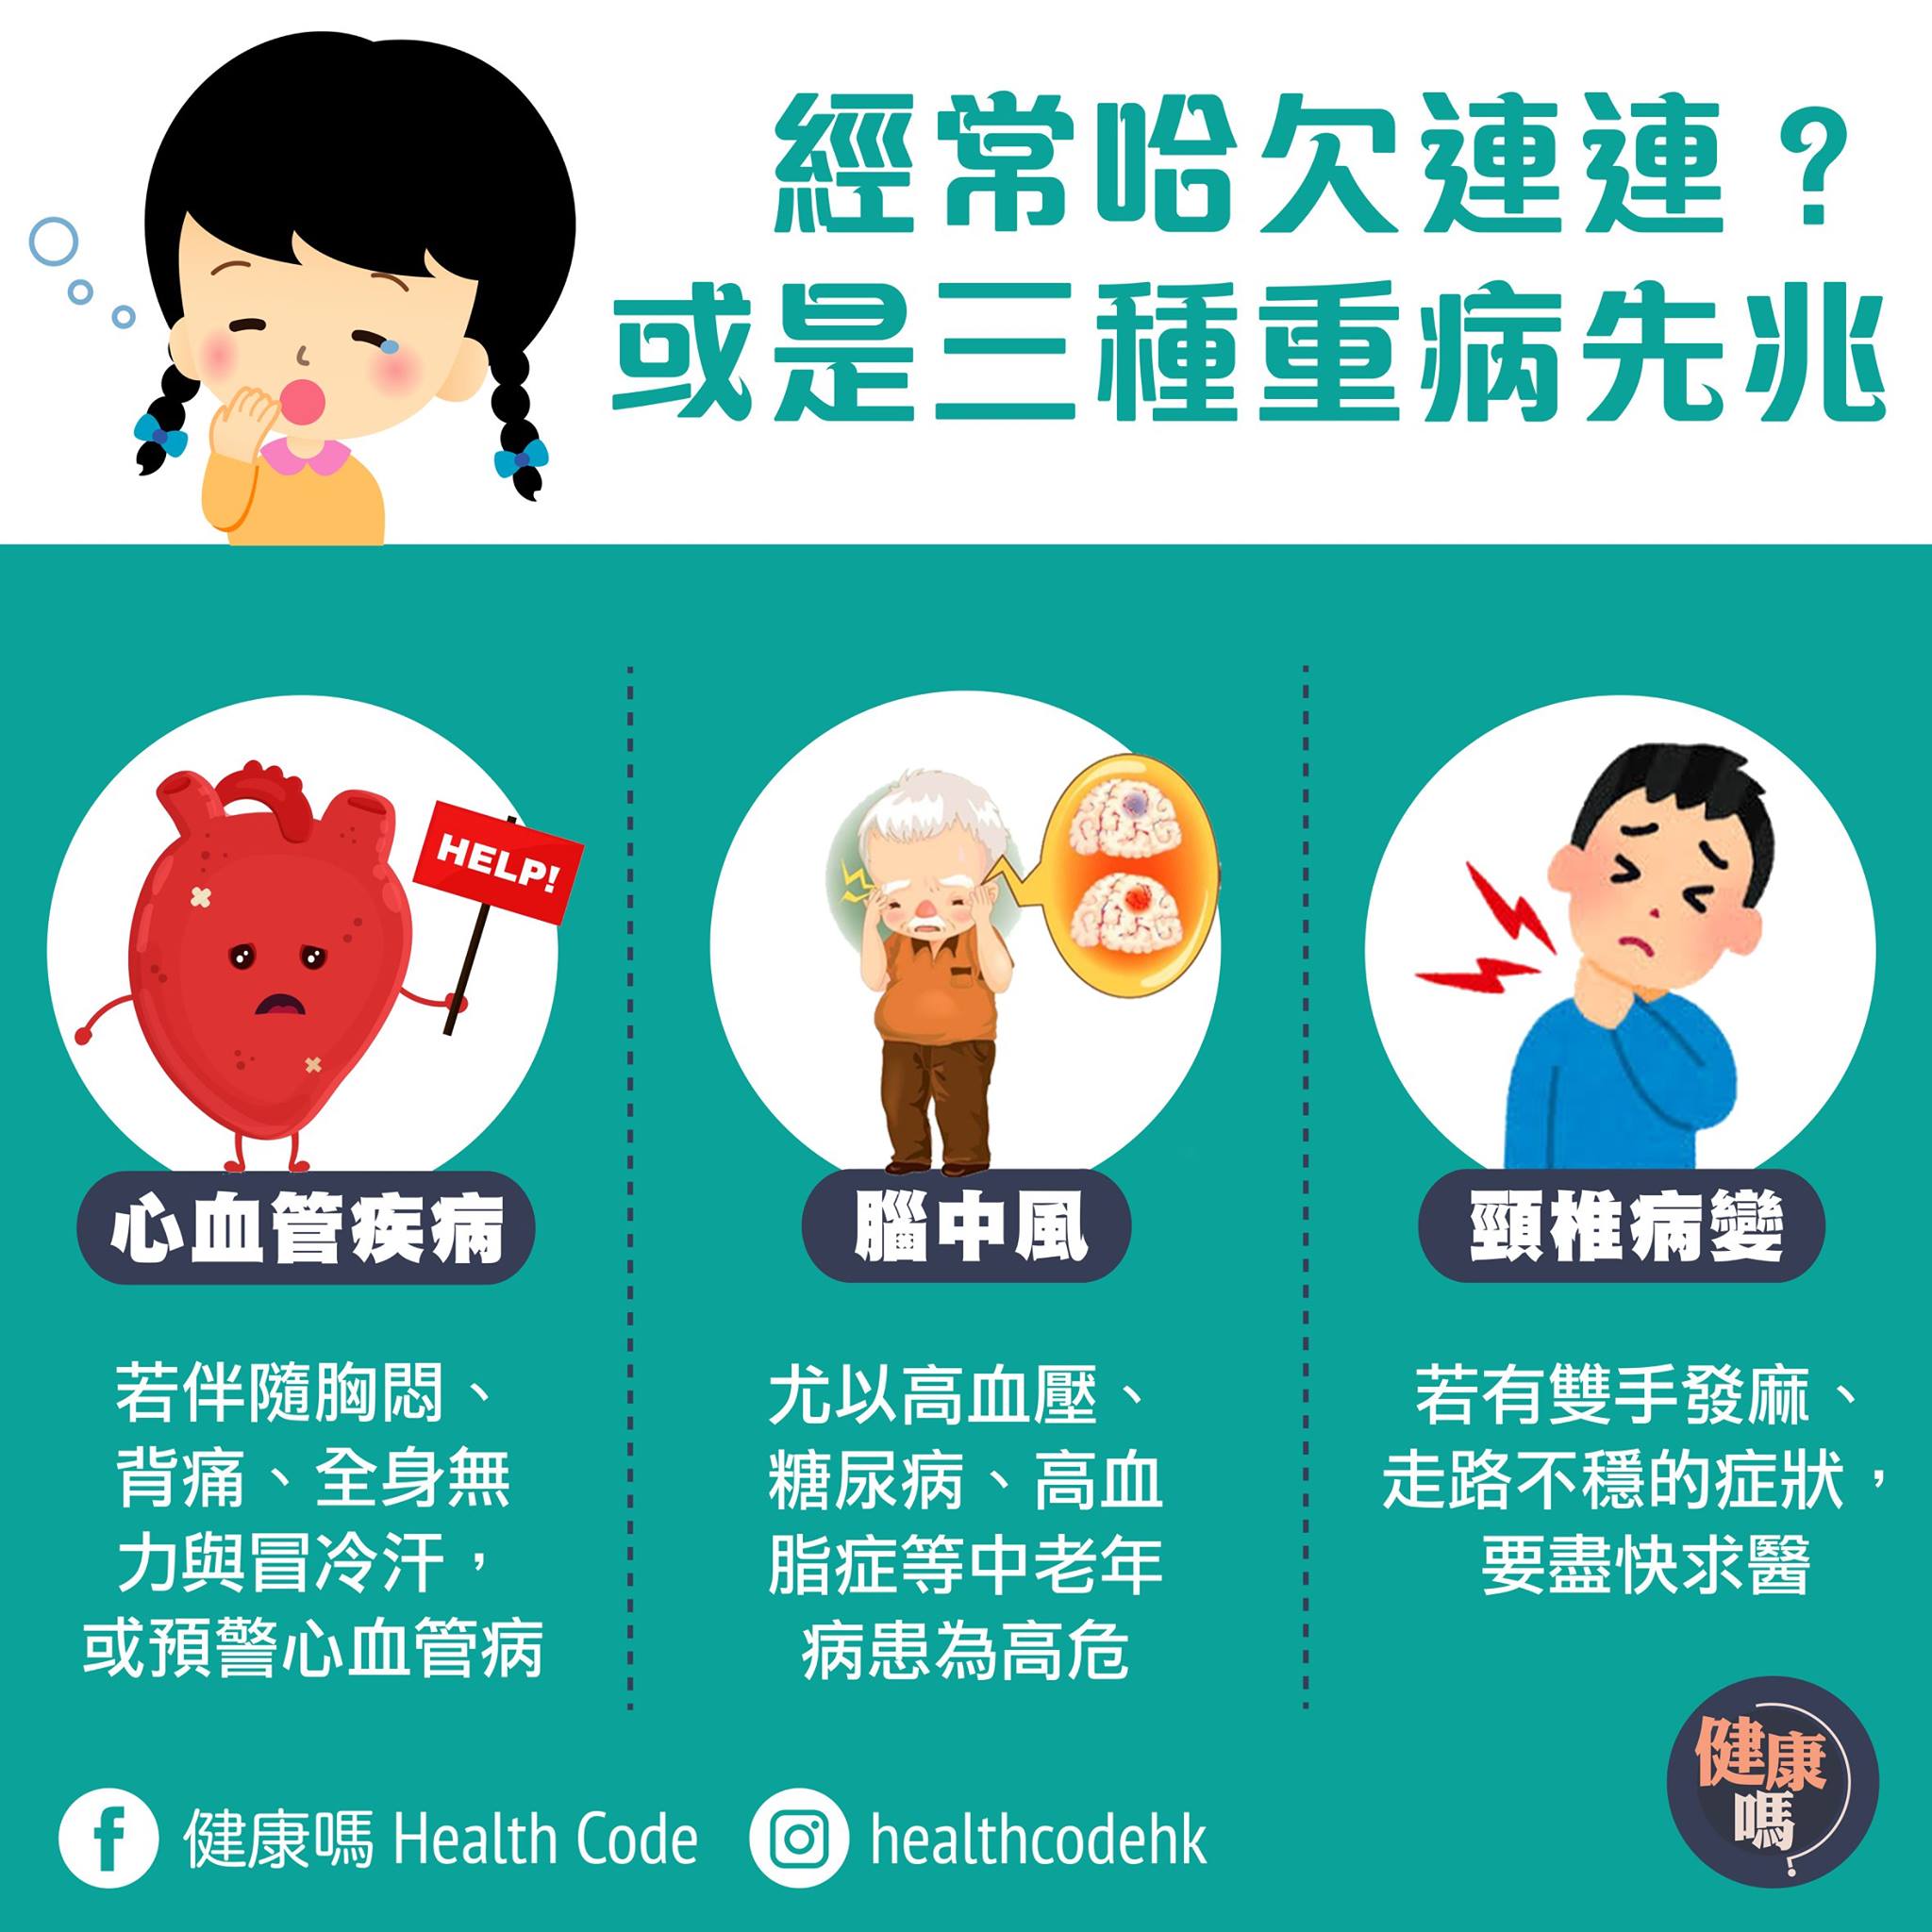 經常哈欠連連？
或是三種重病先兆
HELP!
心血管疾病
若伴隨胸悶、
背痛、全身無
力與冒冷汗，
或預警心血管病
腦中風
尤以高血壓、
糖尿病、高血
脂症等中老年
病患為高危
頸椎病變
若有雙手發麻、
走路不穩的症狀，
要盡快求醫
健康嗎 Health Code
healthcodehk
健康
嗎?